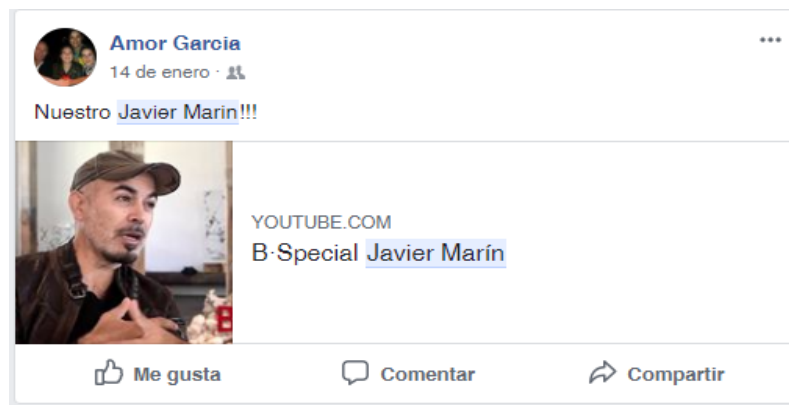 Amor Garcia
14 de enero ·
Nuestro Javier Marin!!!
YOUTUBE.COM
B·Special Javier Marín
B
Me gusta Comentar Compartir